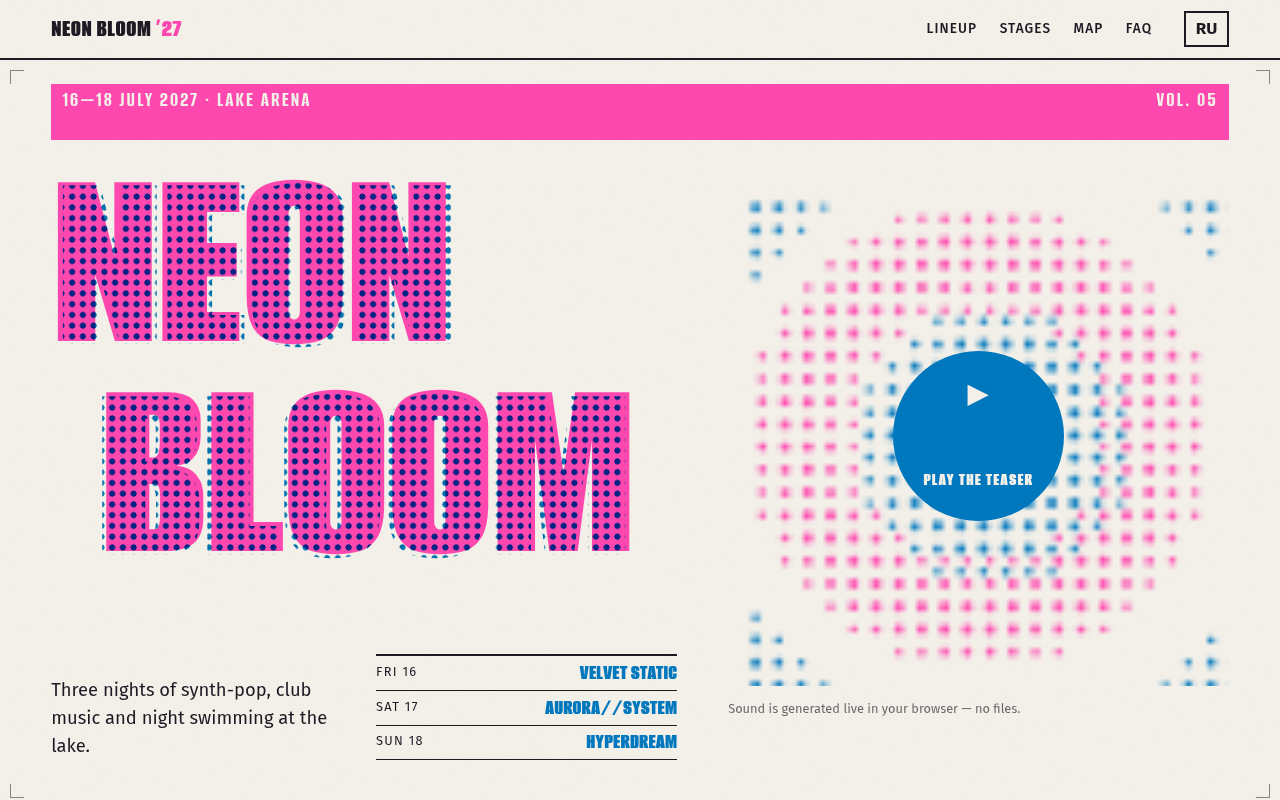 NEON BLOOM '27
LINEUP STAGES MAP FAQ RU
16—18 JULY 2027 · LAKE ARENA
VOL. 05
NEON
BLOOM
PLAY THE TEASER
Three nights of synth-pop, club
music and night swimming at the
lake.
FRI 16 VELVET STATIC
SAT 17 AURORA//SYSTEM
SUN 18 HYPERDREAM
Sound is generated live in your browser — no files.